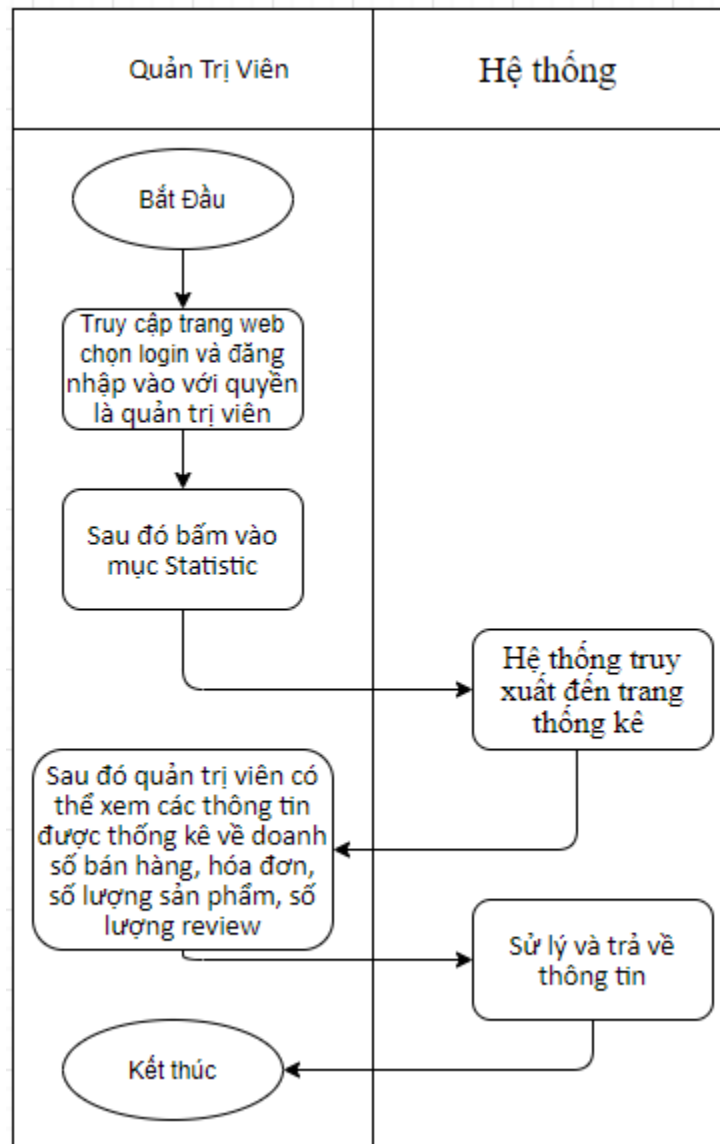 Quản Trị Viên
Hệ thống
Bắt Đầu
Truy cập trang web
chọn login và đăng
nhập vào với quyền
là quản trị viên
Sau đó bấm vào
mục Statistic
Hệ thống truy
xuất đến trang
thống kê
Sau đó quản trị viên có
thể xem các thông tin
được thống kê về doanh
số bán hàng, hóa đơn,
số lượng sản phẩm, số
lượng review
Sử lý và trả về
thông tin
Kết thúc